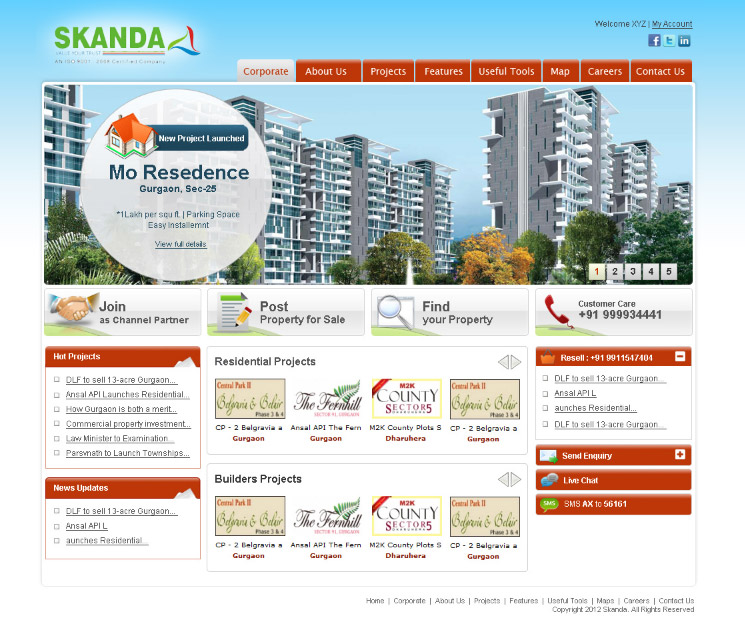 Welcome XYZ | My Account
SKANDA
VALUE YOUR TRUST
AN ISO 9001 : 2008 Certified Company
Corporate
About Us
Projects
Features
Useful Tools
Map
Careers
Contact Us
New Project Launched
Mo Resedence
Gurgaon, Sec-25
*1Lakh per squ ft. | Parking Space
Easy Installemnt
View full details
1 2 3 4 5
Join
as Channel Partner
Post
Property for Sale
Find
your Property
Customer Care
+91 999934441
Hot Projects
DLF to sell 13-acre Gurgaon...
Ansal API Launches Residential...
How Gurgaon is both a merit...
Commercial property investment...
Law Minister to Examination...
Parsvnath to Launch Townships...
News Updates
DLF to sell 13-acre Gurgaon...
Ansal API L
aunches Residential...
Residential Projects
Central Park II
Belgravia & Belair
Phase 3 & 4
CP - 2 Belgravia a
Gurgaon
The Fernhill
SECTOR 91, GURGAON
Ansal API The Fern
Gurgaon
M2K
COUNTY
SECTOR5
M2K County Plots S
Dharuhera
Central Park II
Belgravia & Belair
Phase 3 & 4
CP - 2 Belgravia a
Gurgaon
Builders Projects
Central Park II
Belgravia & Belair
Phase 3 & 4
CP - 2 Belgravia a
Gurgaon
The Fernhill
SECTOR 91, GURGAON
Ansal API The Fern
Gurgaon
M2K
COUNTY
SECTOR5
M2K County Plots S
Dharuhera
Central Park II
Belgravia & Belair
Phase 3 & 4
CP - 2 Belgravia a
Gurgaon
Resell : +91 9911547404
DLF to sell 13-acre Gurgaon...
Ansal API L
aunches Residential...
DLF to sell 13-acre Gurgaon...
Send Enquiry
Live Chat
SMS
SMS AX to 56161
Home | Corporate | About Us | Projects | Features | Useful Tools | Maps | Careers | Contact Us
Copyright 2012 Skanda. All Rights Reserved